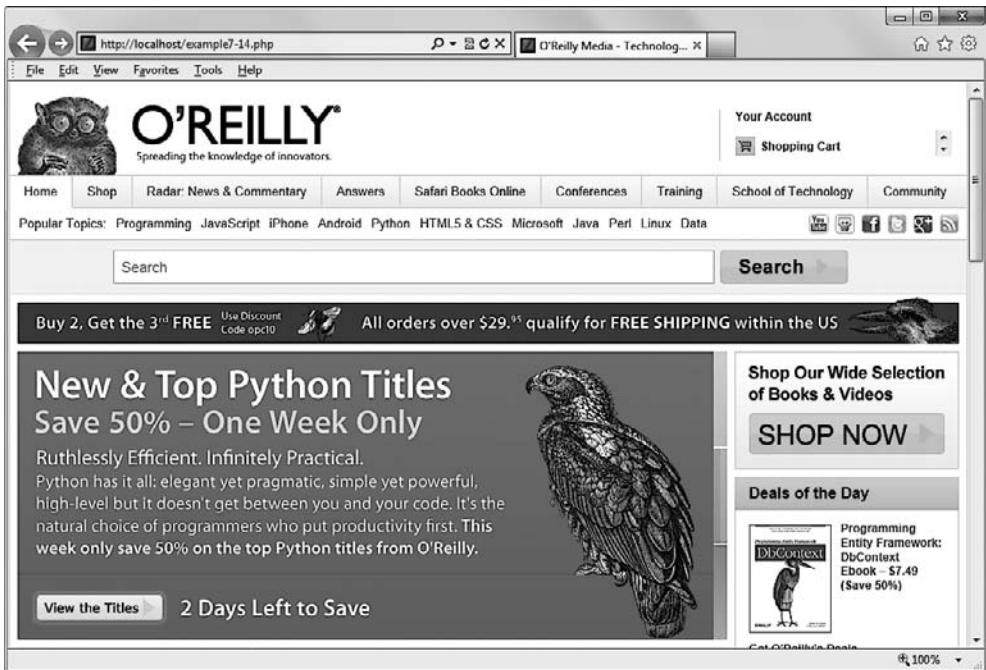 http://localhost/example7-14.php
O'Reilly Media - Technolog...
File Edit View Favorites Tools Help
O'REILLY®
Spreading the knowledge of innovators.
Your Account
Shopping Cart
Home Shop Radar: News & Commentary Answers Safari Books Online Conferences Training School of Technology Community
Popular Topics: Programming JavaScript iPhone Android Python HTML5 & CSS Microsoft Java Perl Linux Data
You Tube
Search
Search
Buy 2, Get the 3rd FREE
Use Discount
Code opc10
All orders over $29.95 qualify for FREE SHIPPING within the US
New & Top Python Titles
Save 50% – One Week Only
Ruthlessly Efficient. Infinitely Practical.
Python has it all: elegant yet pragmatic, simple yet powerful,
high-level but it doesn't get between you and your code. It's the
natural choice of programmers who put productivity first. This
week only save 50% on the top Python titles from O'Reilly.
View the Titles
2 Days Left to Save
Shop Our Wide Selection
of Books & Videos
SHOP NOW
Deals of the Day
DbContext
O'REILLY
Programming
Entity Framework:
DbContext
Ebook – $7.49
(Save 50%)
Get O'Reilly's Deals
100%